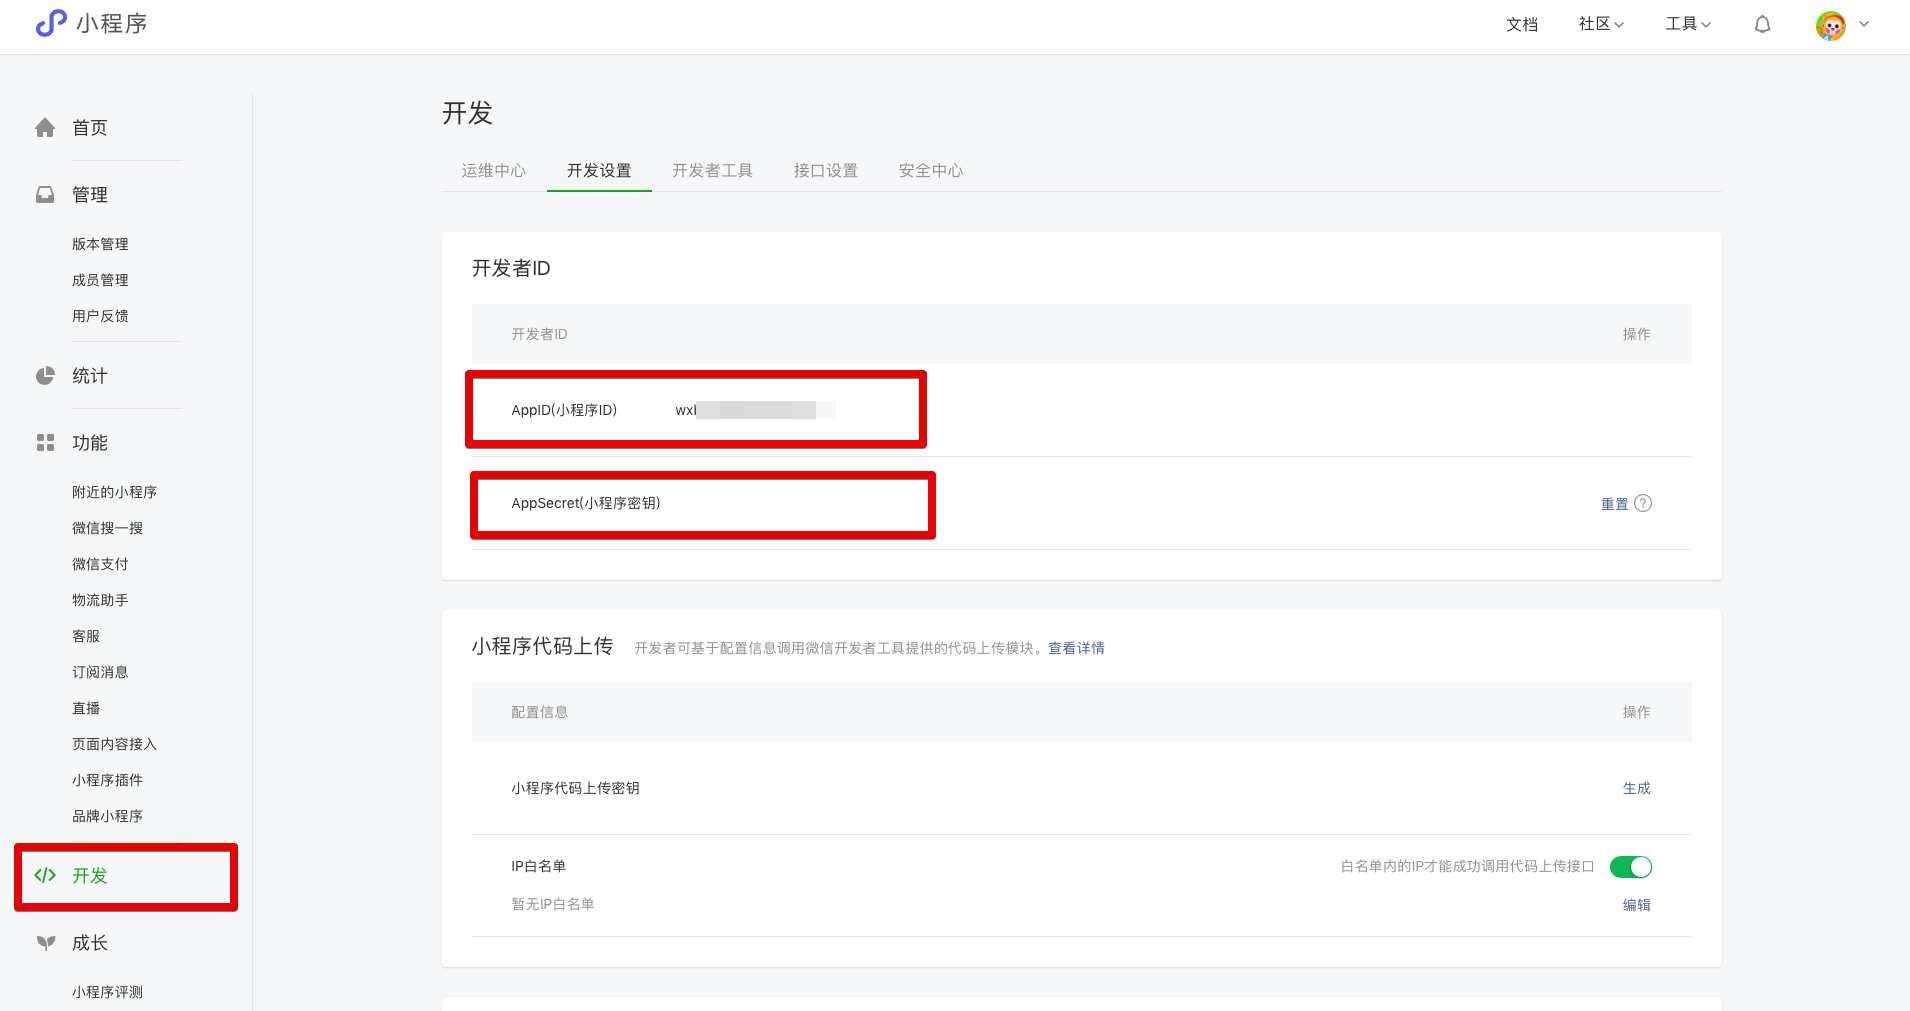 小程序
文档
社区
工具
首页
管理
版本管理
成员管理
用户反馈
统计
功能
附近的小程序
微信搜一搜
微信支付
物流助手
客服
订阅消息
直播
页面内容接入
小程序插件
品牌小程序
开发
成长
小程序评测
开发
运维中心 开发设置 开发者工具 接口设置 安全中心
开发者ID
开发者ID 操作
AppID(小程序ID)
AppSecret(小程序密钥) 重置
小程序代码上传 开发者可基于配置信息调用微信开发者工具提供的代码上传模块。查看详情
配置信息 操作
小程序代码上传密钥 生成
IP白名单 白名单内的IP才能成功调用代码上传接口
暂无IP白名单 编辑